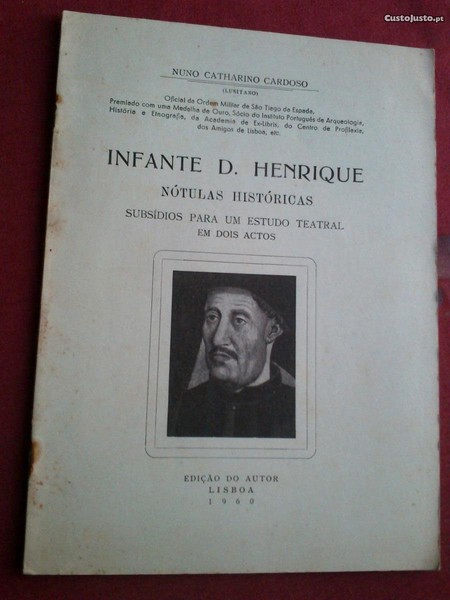 CustoJusto.pt
NUNO CATHARINO CARDOSO
(LUSITANO)
Oficial da Ordem Militar de São Tiago da Espada,
Premiado com uma Medalha de Ouro, Sócio do Instituto Português de Arqueologia,
História e Etnografia, da Academia de Ex-Libris, do Centro de Profilaxia,
dos Amigos de Lisboa, etc.
INFANTE D. HENRIQUE
NÓTULAS HISTÓRICAS
SUBSÍDIOS PARA UM ESTUDO TEATRAL
EM DOIS ACTOS
EDIÇÃO DO AUTOR
LISBOA
1960